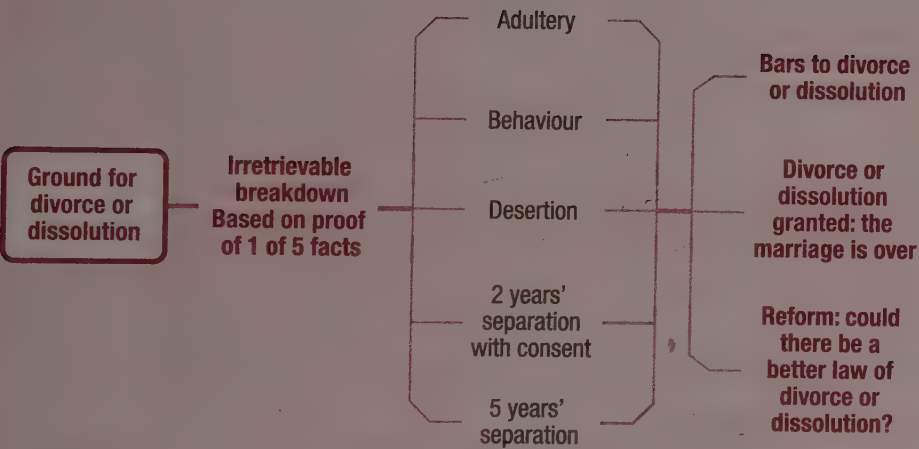 Ground for
divorce or
dissolution
Irretrievable
breakdown
Based on proof
of 1 of 5 facts
Adultery
Behaviour
Desertion
2 years'
separation
with consent
5 years'
separation
Bars to divorce
or dissolution
Divorce or
dissolution
granted: the
marriage is over
Reform: could
there be a
better law of
divorce or
dissolution?